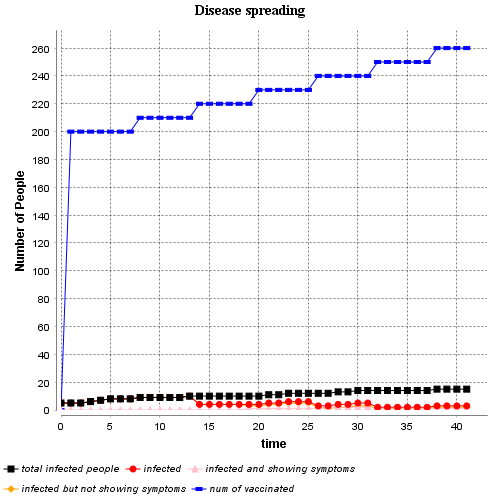 Disease spreading
Number of People
260
240
220
200
180
160
140
120
100
80
60
40
20
0
0 5 10 15 20 25 30 35 40
time
total infected people infected infected and showing symptoms
infected but not showing symptoms num of vaccinated